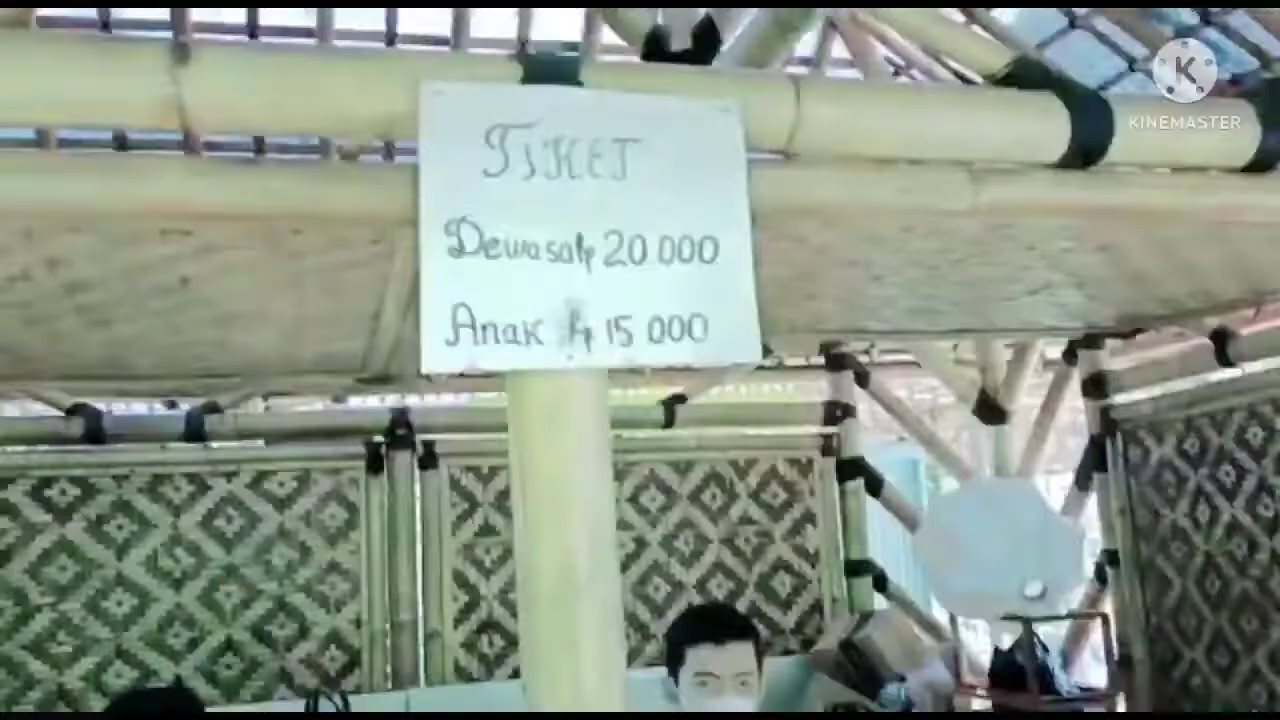 TIKET
Dewasa Rp 20 000
Anak Rp 15 000
K
KINEMASTER